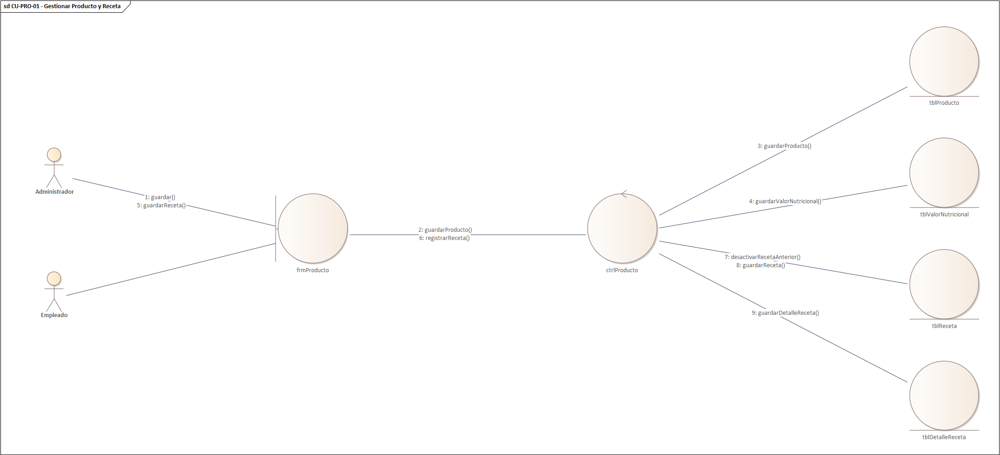 sd CU-PRO-01 - Gestionar Producto y Receta
tblProducto
3: guardarProducto()
Administrador
1: guardar()
5: guardarReceta()
4: guardarValorNutricional()
tblValorNutricional
2: guardarProducto()
6: registrarReceta()
frmProducto
ctrlProducto
7: desactivarRecetaAnterior()
8: guardarReceta()
Empleado
tblReceta
9: guardarDetalleReceta()
tblDetalleReceta